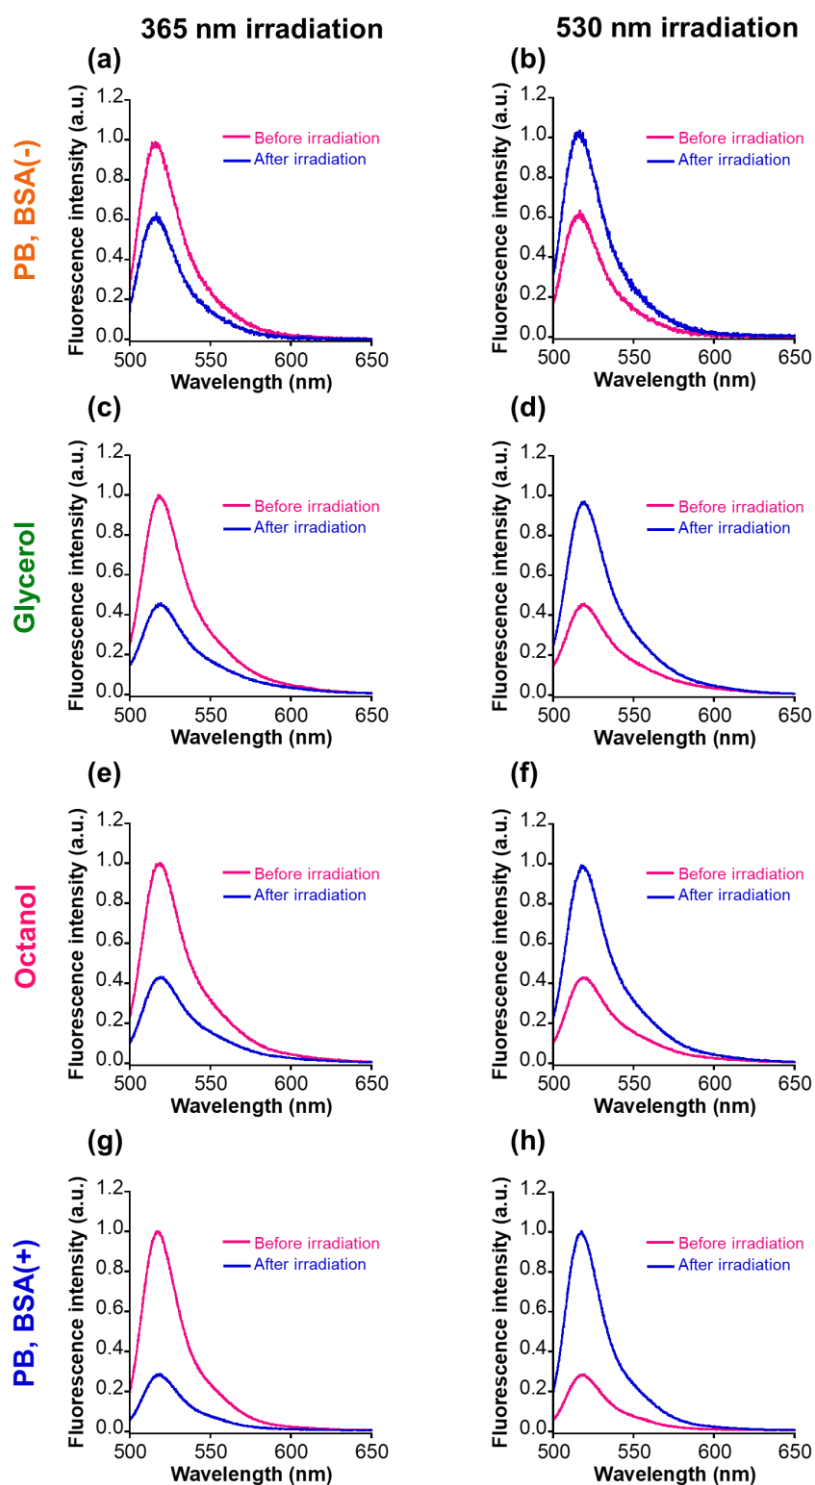 365 nm irradiation
530 nm irradiation
PB, BSA(-)
(a)
Fluorescence intensity (a.u.)
1.2
1.0
0.8
0.6
0.4
0.2
0.0
Before irradiation
After irradiation
500 550 600 650
Wavelength (nm)
(b)
Fluorescence intensity (a.u.)
1.2
1.0
0.8
0.6
0.4
0.2
0.0
Before irradiation
After irradiation
500 550 600 650
Wavelength (nm)
Glycerol
(c)
Fluorescence intensity (a.u.)
1.2
1.0
0.8
0.6
0.4
0.2
0.0
Before irradiation
After irradiation
500 550 600 650
Wavelength (nm)
(d)
Fluorescence intensity (a.u.)
1.2
1.0
0.8
0.6
0.4
0.2
0.0
Before irradiation
After irradiation
500 550 600 650
Wavelength (nm)
Octanol
(e)
Fluorescence intensity (a.u.)
1.2
1.0
0.8
0.6
0.4
0.2
0.0
Before irradiation
After irradiation
500 550 600 650
Wavelength (nm)
(f)
Fluorescence intensity (a.u.)
1.2
1.0
0.8
0.6
0.4
0.2
0.0
Before irradiation
After irradiation
500 550 600 650
Wavelength (nm)
PB, BSA(+)
(g)
Fluorescence intensity (a.u.)
1.2
1.0
0.8
0.6
0.4
0.2
0.0
Before irradiation
After irradiation
500 550 600 650
Wavelength (nm)
(h)
Fluorescence intensity (a.u.)
1.2
1.0
0.8
0.6
0.4
0.2
0.0
Before irradiation
After irradiation
500 550 600 650
Wavelength (nm)